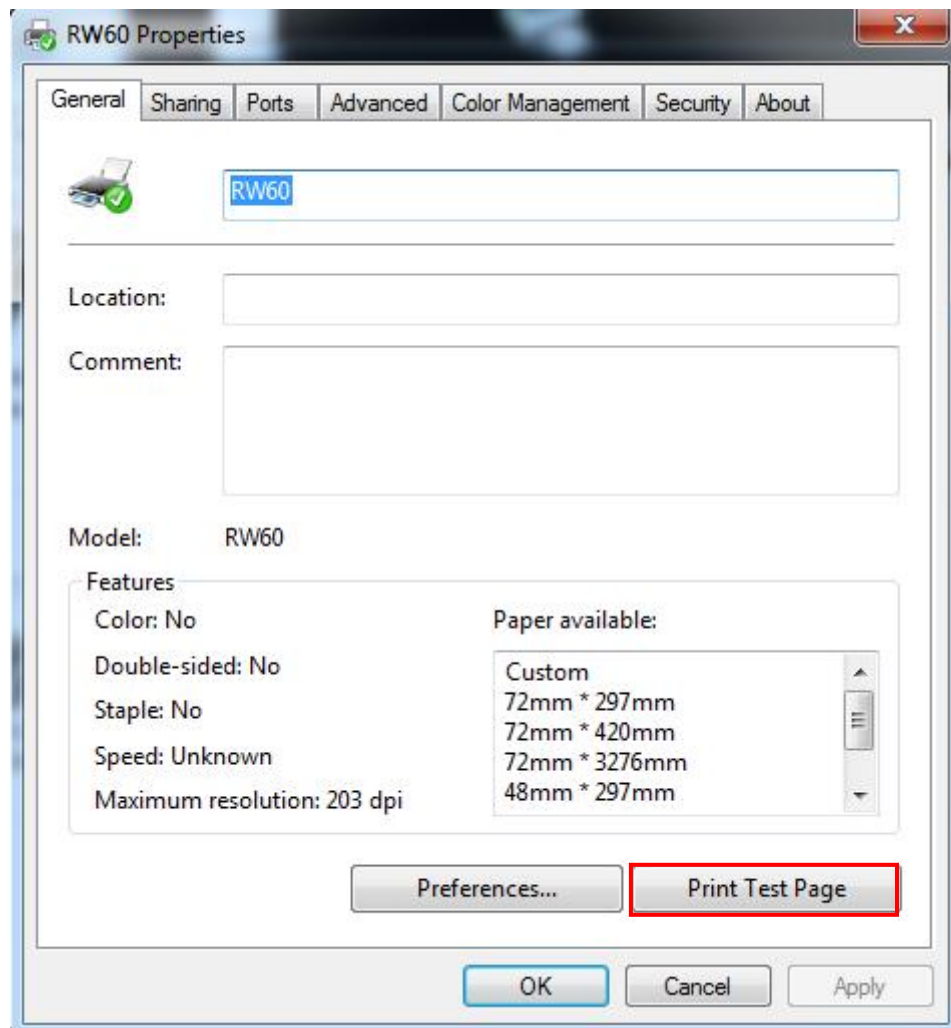 RW60 Properties
General Sharing Ports Advanced Color Management Security About
RW60
Location:
Comment:
Model: RW60
Features
Color: No
Paper available:
Double-sided: No
Staple: No
Speed: Unknown
Maximum resolution: 203 dpi
Custom
72mm * 297mm
72mm * 420mm
72mm * 3276mm
48mm * 297mm
Preferences... Print Test Page
OK Cancel Apply